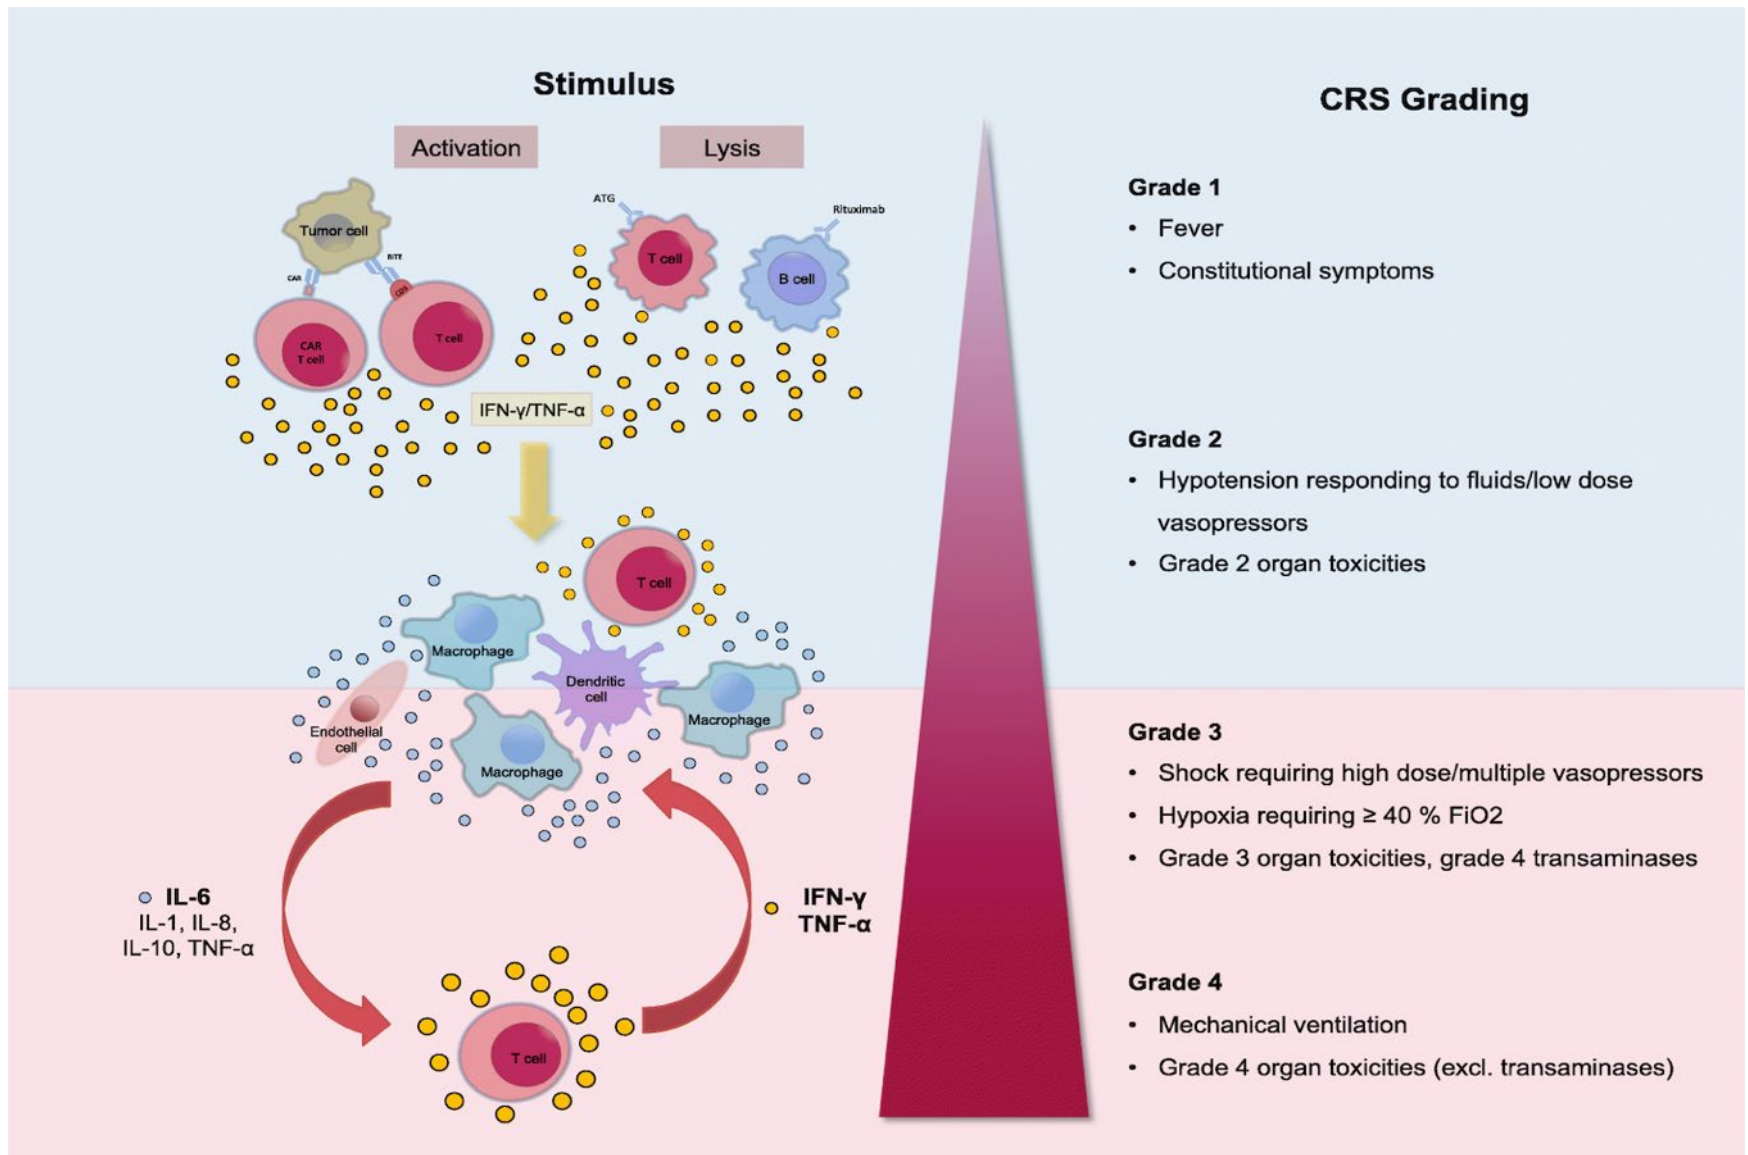 Stimulus
Activation
Lysis
Tumor cell
CAR
BITE
CD3
CAR
T cell
T cell
ATG
T cell
Rituximab
B cell
IFN-γ/TNF-α
T cell
Macrophage
Dendritic
cell
Macrophage
Endothelial
cell
Macrophage
IL-6
IL-1, IL-8,
IL-10, TNF-α
IFN-γ
TNF-α
T cell
CRS Grading
Grade 1
• Fever
• Constitutional symptoms
Grade 2
• Hypotension responding to fluids/low dose
vasopressors
• Grade 2 organ toxicities
Grade 3
• Shock requiring high dose/multiple vasopressors
• Hypoxia requiring ≥ 40 % FiO2
• Grade 3 organ toxicities, grade 4 transaminases
Grade 4
• Mechanical ventilation
• Grade 4 organ toxicities (excl. transaminases)